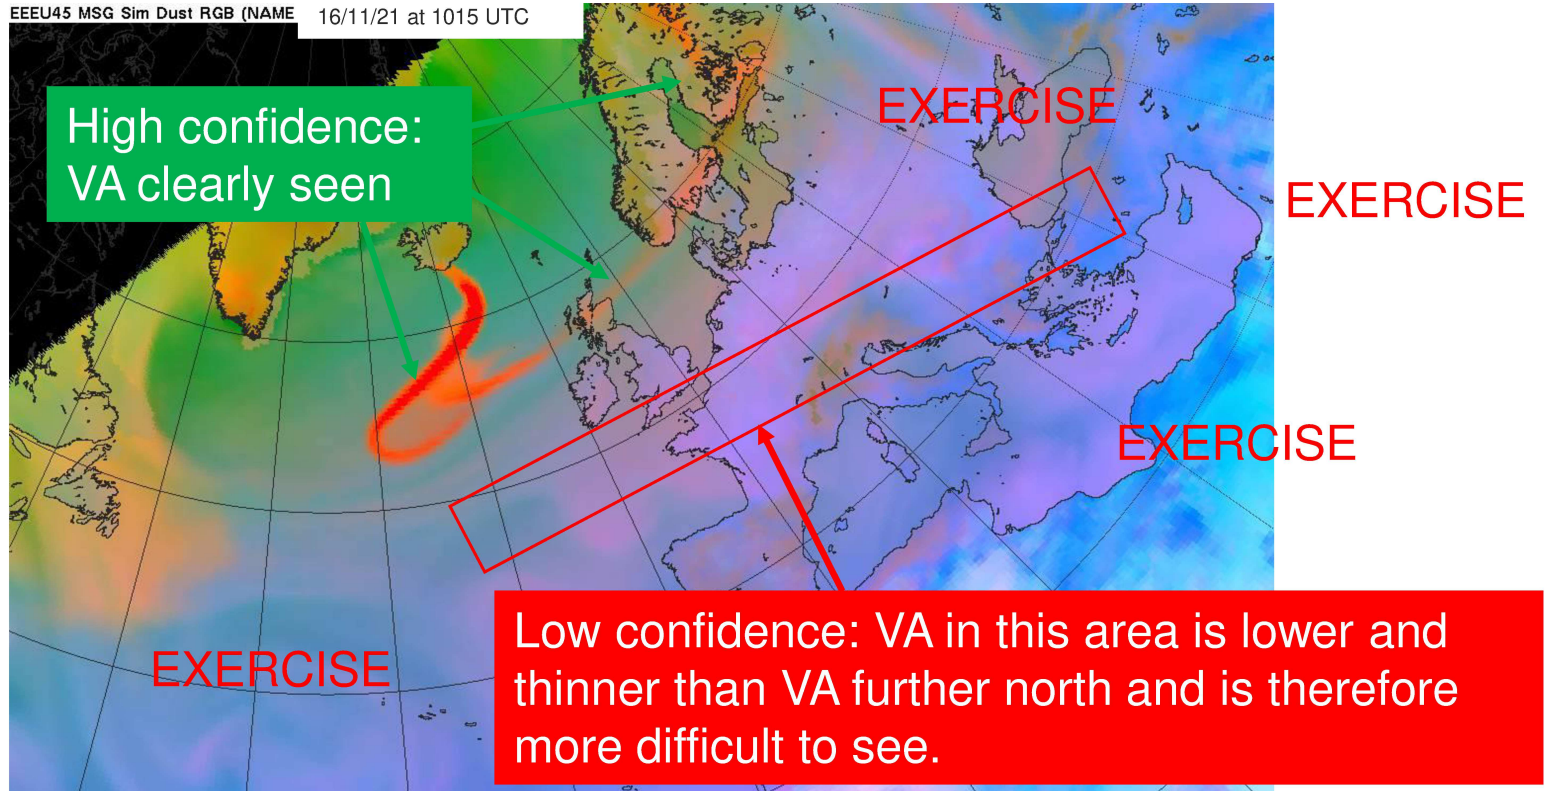 EEEU45 MSG Sim Dust RGB (NAME
16/11/21 at 1015 UTC
High confidence:
VA clearly seen
EXERCISE
EXERCISE
EXERCISE
EXERCISE
Low confidence: VA in this area is lower and
thinner than VA further north and is therefore
more difficult to see.